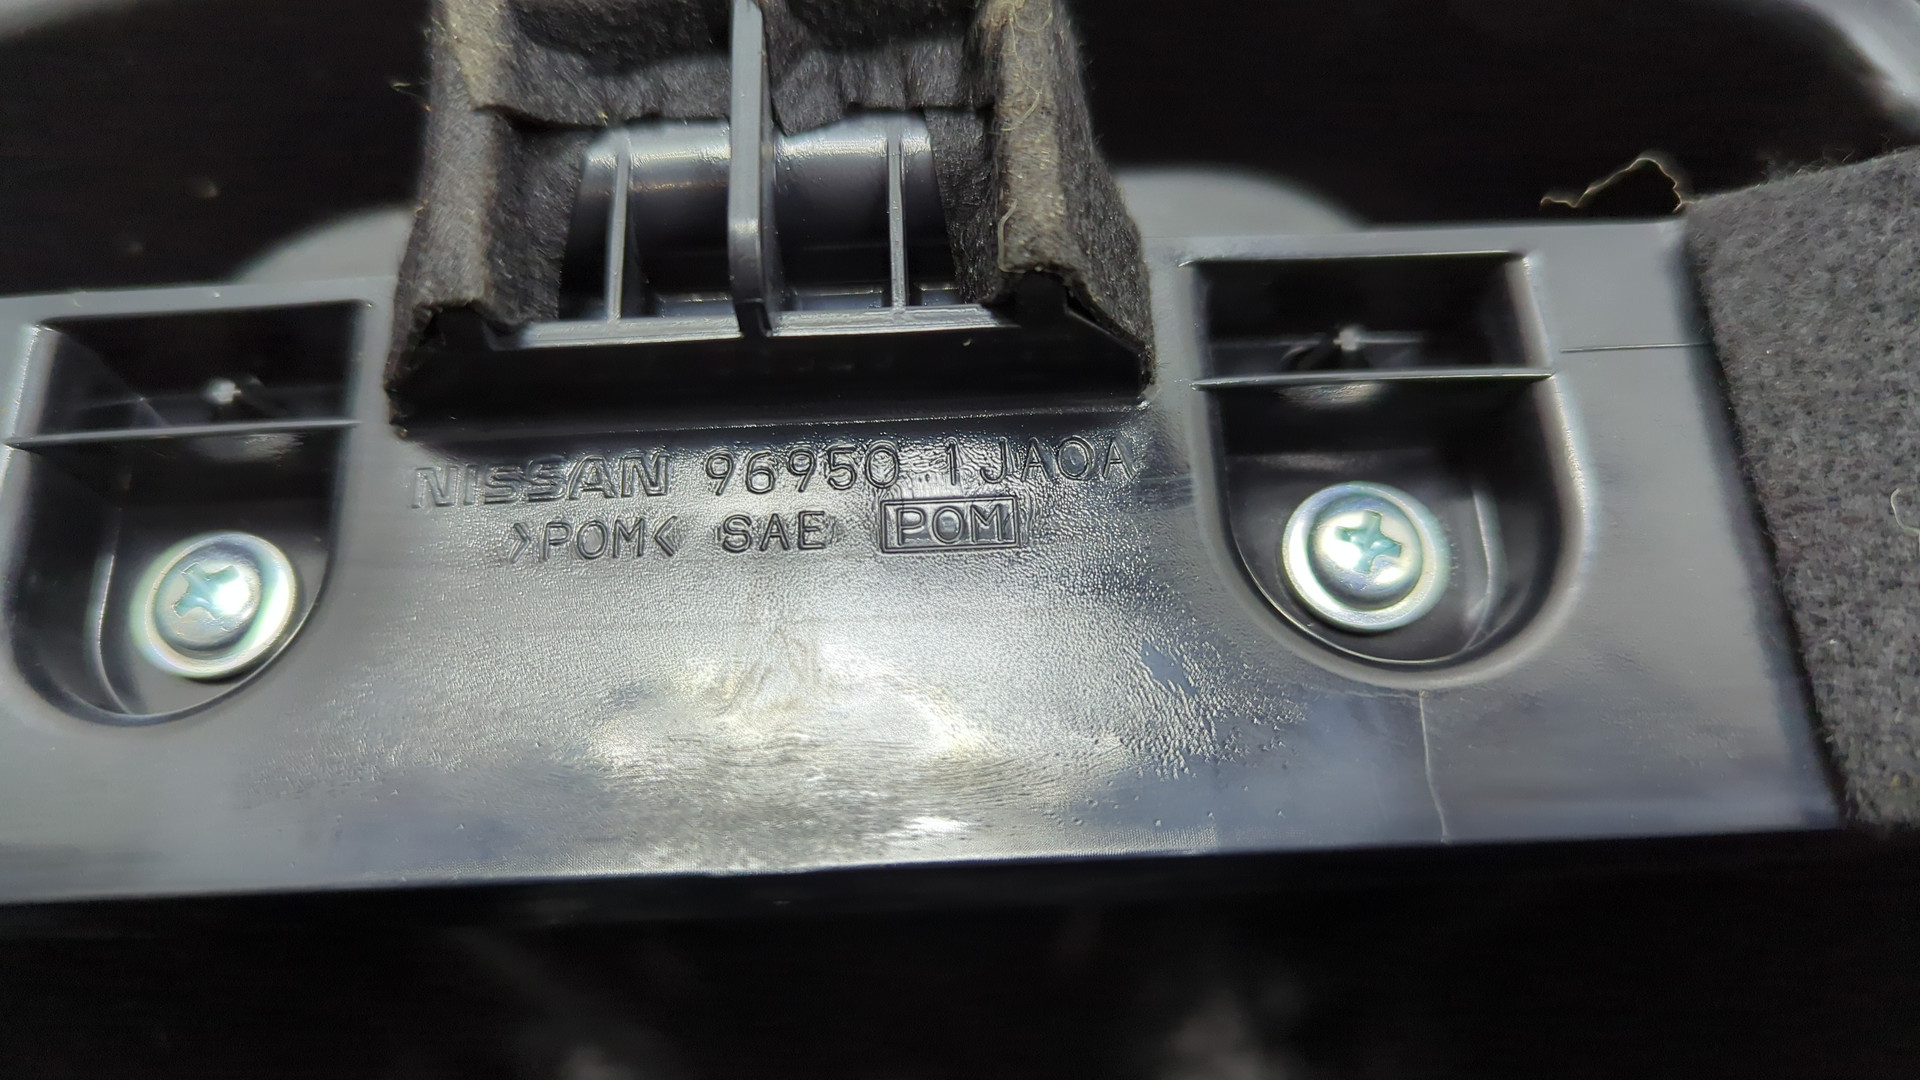 NISSAN 96950 1JA0A
>POM< SAE POM